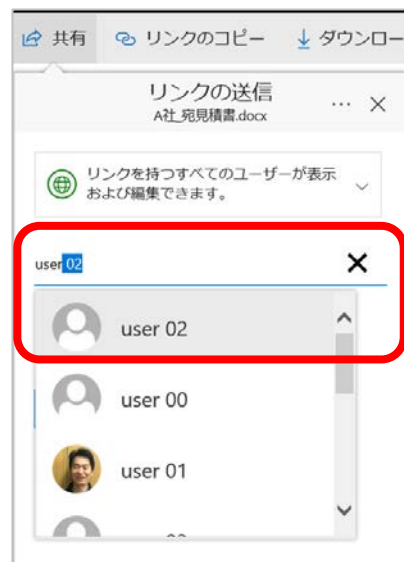 共有 リンクのコピー ダウンロー
リンクの送信
A社_宛見積書.docx
リンクを持つすべてのユーザーが表示
および編集できます。
user 02
user 02
user 00
user 01